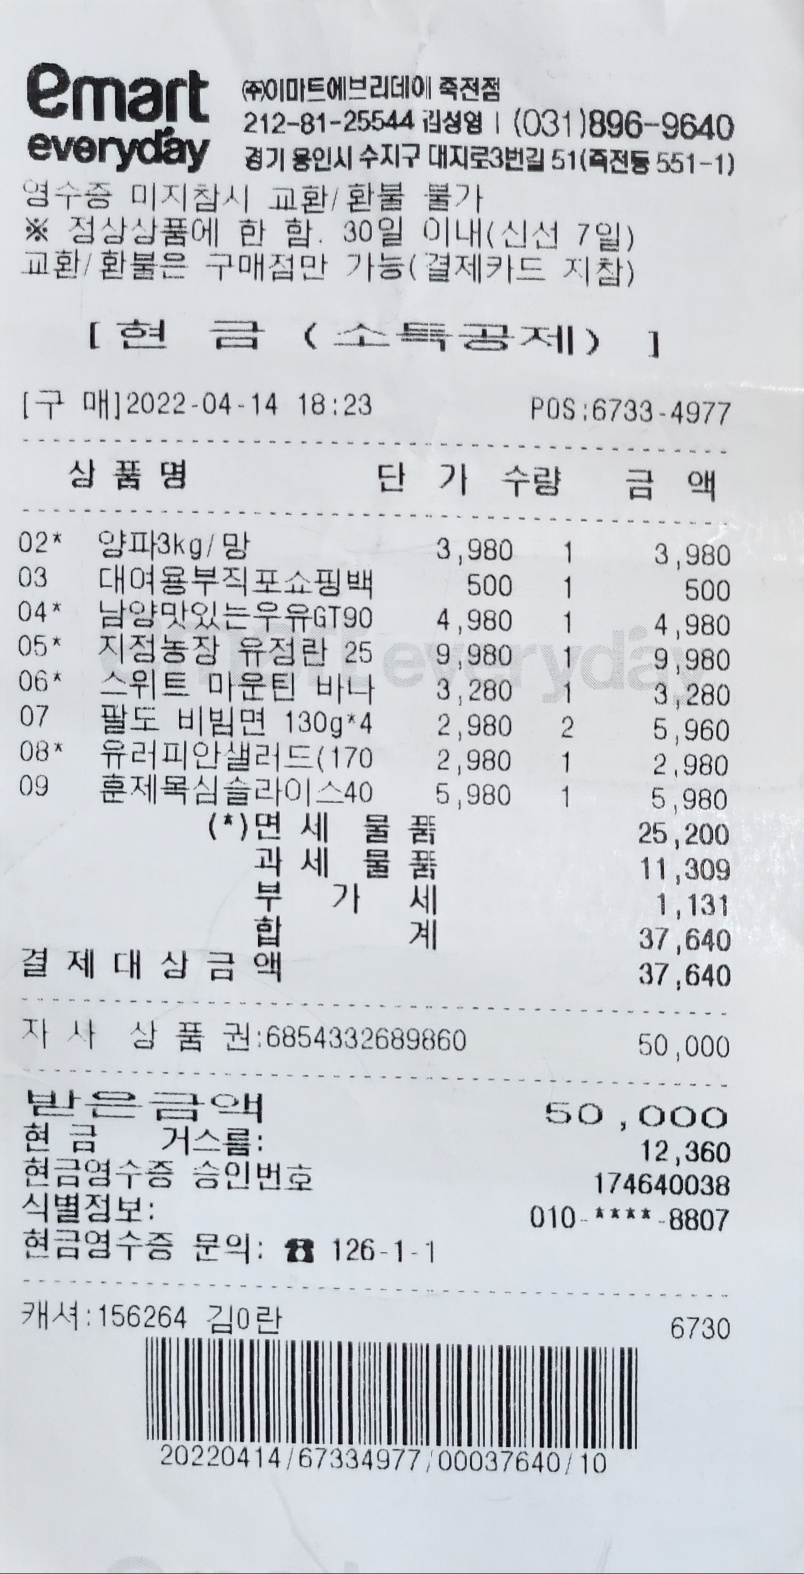 emart
everyday
㈜이마트에브리데이 죽전점
212-81-25544 김성영 | (031)896-9640
경기 용인시 수지구 대지로3번길 51(죽전동 551-1)
영수증 미지참시 교환/환불 불가
※ 정상상품에 한 함. 30일 이내(신선 7일)
교환/환불은 구매점만 가능(결제카드 지참)
[ 현 금 (소득공제) ]
[구 매]2022-04-14 18:23 POS:6733-4977
상 품 명 단 가 수량 금 액
02* 양파3kg/망 3,980 1 3,980
03 대여용부직포쇼핑백 500 1 500
04* 남양맛있는우유GT90 4,980 1 4,980
05* 지정농장 유정란 25 9,980 1 9,980
06* 스위트 마운틴 바나 3,280 1 3,280
07 팔도 비빔면 130g*4 2,980 2 5,960
08* 유러피안샐러드(170 2,980 1 2,980
09 훈제목심슬라이스40 5,980 1 5,980
(*)면 세 물 품 25,200
과 세 물 품 11,309
부 가 세 1,131
합 계 37,640
결 제 대 상 금 액 37,640
자 사 상 품 권:6854332689860 50,000
받은금액 50,000
현 금 거스름: 12,360
현금영수증 승인번호 174640038
식별정보: 010-****-8807
현금영수증 문의: ☎ 126-1-1
캐셔:156264 김0란 6730
20220414/67334977/00037640/10